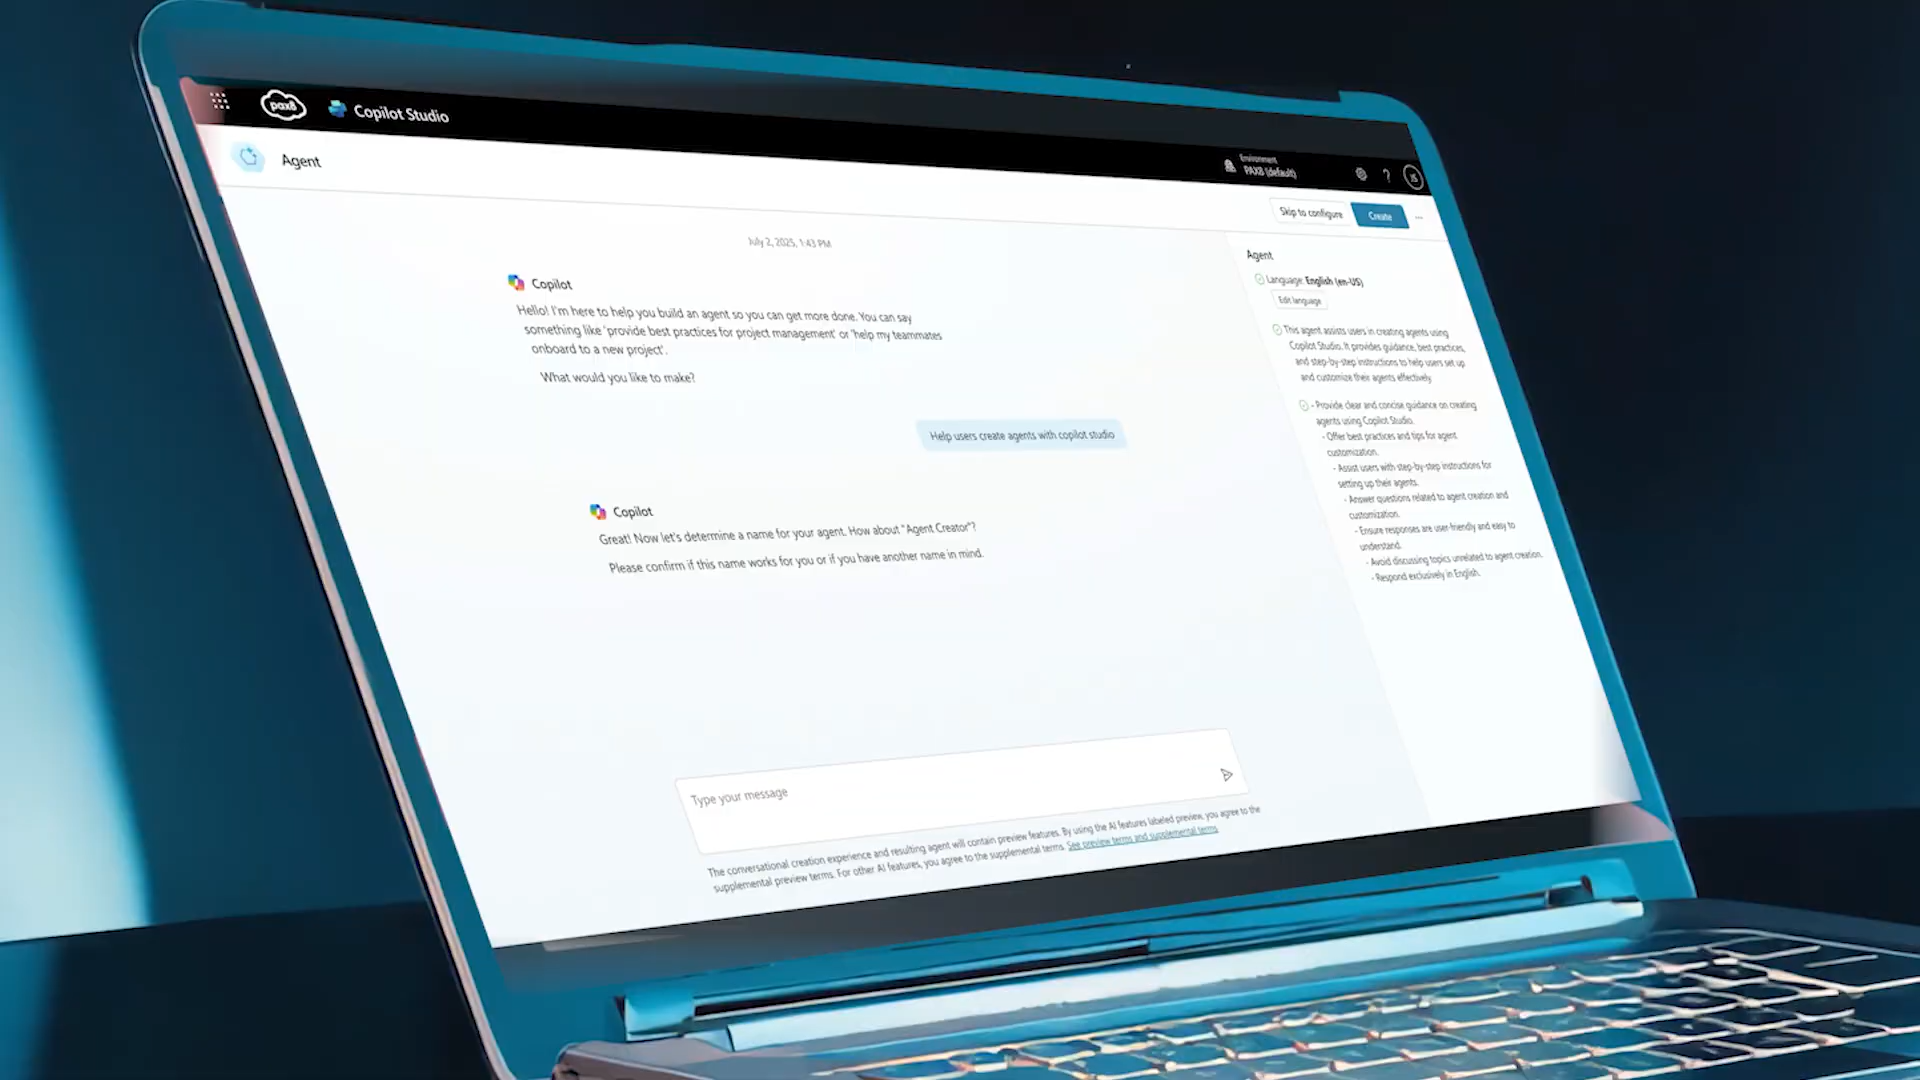 pax8 Copilot Studio
Environment
PAX8 (default)
?
JS
Agent
Skip to configure
Create
...
July 2, 2025, 1:43 PM
Copilot
Hello! I'm here to help you build an agent so you can get more done. You can say
something like 'provide best practices for project management' or 'help my teammates
onboard to a new project'.
What would you like to make?
Help users create agents with copilot studio
Copilot
Great! Now let's determine a name for your agent. How about "Agent Creator"?
Please confirm if this name works for you or if you have another name in mind.
Type your message
The conversational creation experience and resulting agent will contain preview features. By using the AI features labeled preview, you agree to the
supplemental preview terms. For other AI features, you agree to the supplemental terms. See preview terms and supplemental terms
Agent
Language: English (en-US)
Edit language
This agent assists users in creating agents using
Copilot Studio. It provides guidance, best practices,
and step-by-step instructions to help users set up
and customize their agents effectively.
- Provide clear and concise guidance on creating
agents using Copilot Studio.
- Offer best practices and tips for agent
customization.
- Assist users with step-by-step instructions for
setting up their agents.
- Answer questions related to agent creation and
customization.
- Ensure responses are user-friendly and easy to
understand.
- Avoid discussing topics unrelated to agent creation.
- Respond exclusively in English.